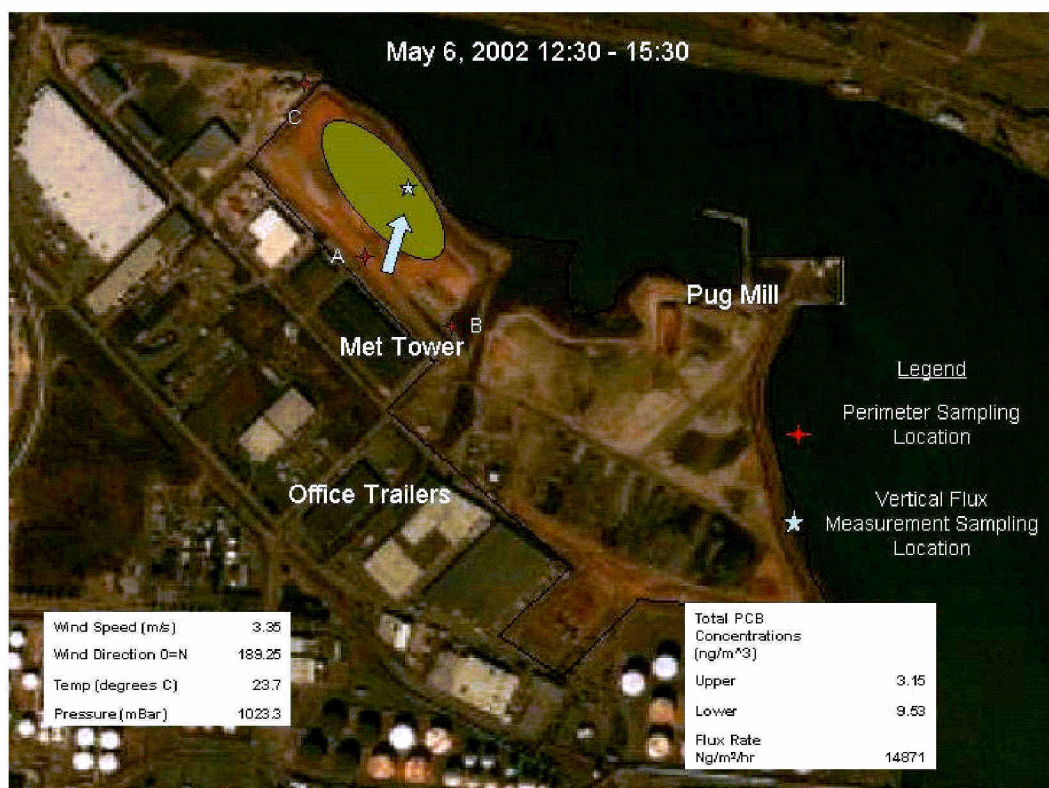 May 6, 2002 12:30 - 15:30
C
A
B
Pug Mill
Met Tower
Legend
Perimeter Sampling
Location
Office Trailers
Vertical Flux
Measurement Sampling
Location
Wind Speed (m/s) 3.35
Wind Direction 0=N 189.25
Temp (degrees C) 23.7
Pressure (mBar) 1023.3
Total PCB
Concentrations
(ng/m^3)
Upper 3.15
Lower 9.53
Flux Rate
Ng/m²/hr 14871